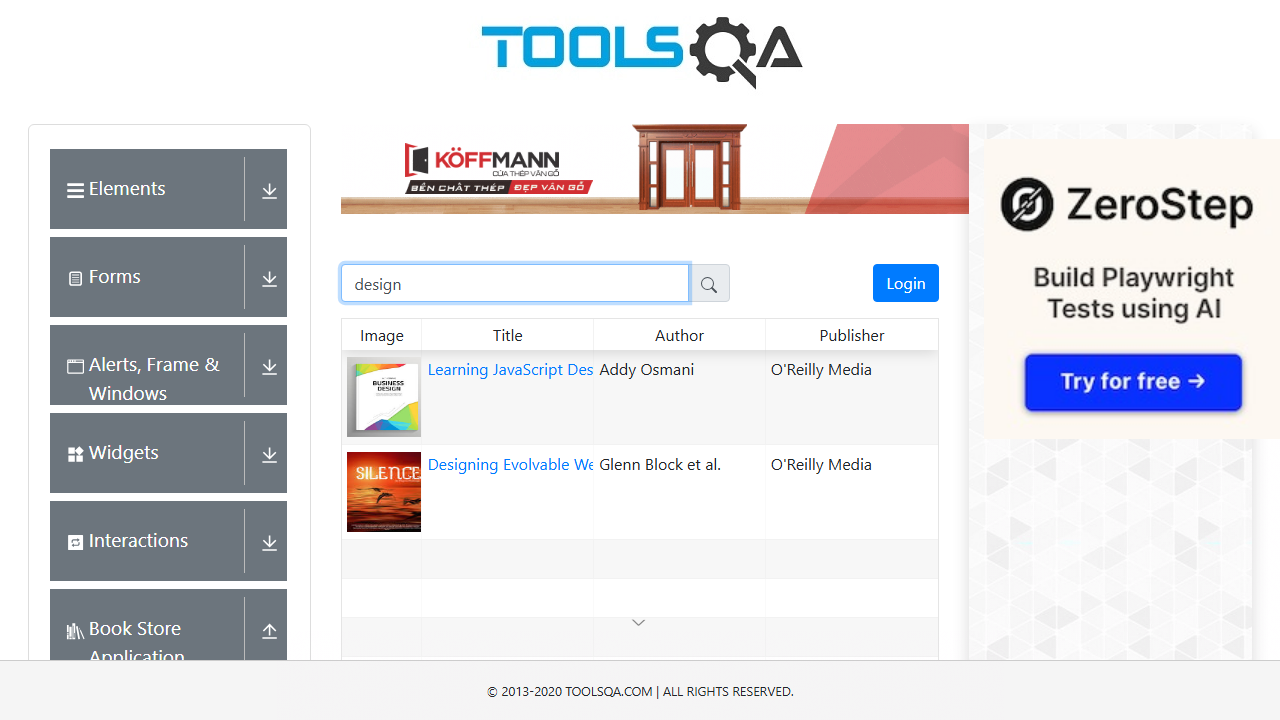 TOOLSQA
KÖFFMANN
CỬA THÉP VÂN GỖ
BỀN CHẤT THÉP ĐẸP VÂN GỖ
ZeroStep
Build Playwright
Tests using AI
Try for free →
Elements
Forms
Alerts, Frame &
Windows
Widgets
Interactions
Book Store
Application
design
Login
Image Title Author Publisher
BUSINESS
DESIGN
Learning JavaScript Des Addy Osmani O'Reilly Media
SILENCE
Designing Evolvable We Glenn Block et al. O'Reilly Media
© 2013-2020 TOOLSQA.COM | ALL RIGHTS RESERVED.